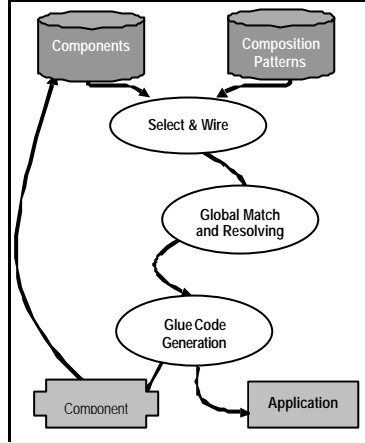 Components
Composition
Patterns
Select & Wire
Global Match
and Resolving
Glue Code
Generation
Component
Application